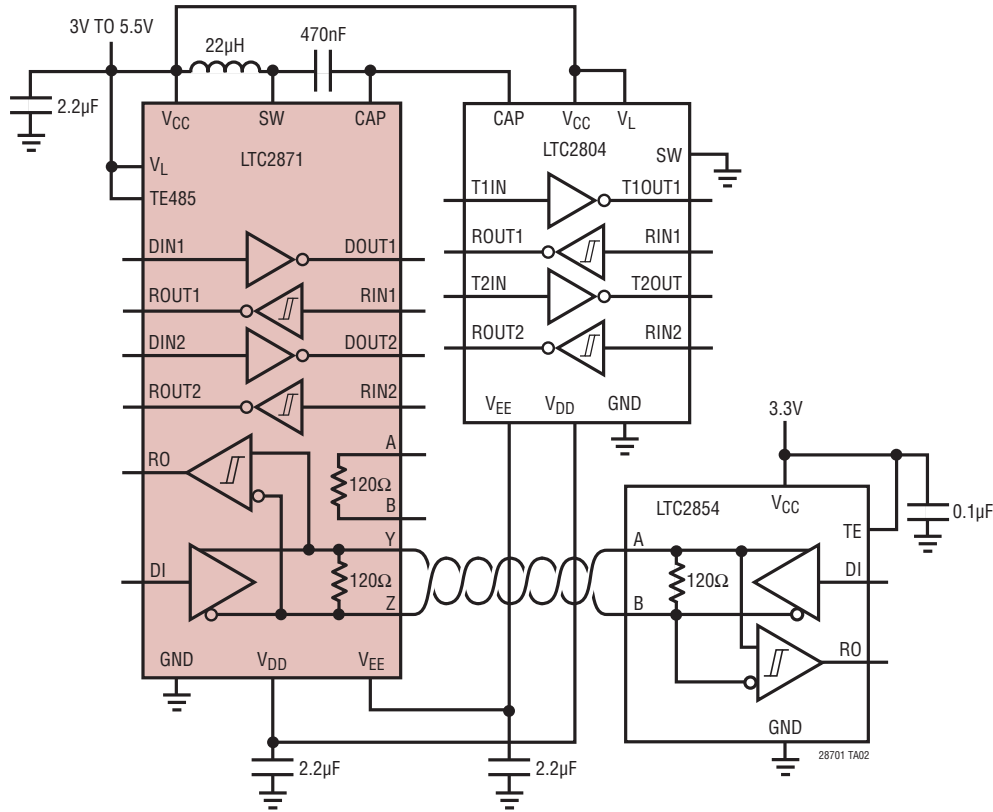 3V TO 5.5V
22µH
470nF
2.2µF
VCC
SW
CAP
LTC2871
VL
TE485
DIN1
DOUT1
ROUT1
RIN1
DIN2
DOUT2
ROUT2
RIN2
RO
A
120Ω
B
Y
DI
120Ω
Z
GND
VDD
VEE
2.2µF
2.2µF
CAP
VCC
VL
LTC2804
SW
T1IN
T1OUT1
ROUT1
RIN1
T2IN
T2OUT
ROUT2
RIN2
VEE
VDD
GND
3.3V
LTC2854
VCC
0.1µF
TE
A
120Ω
DI
B
RO
GND
28701 TA02